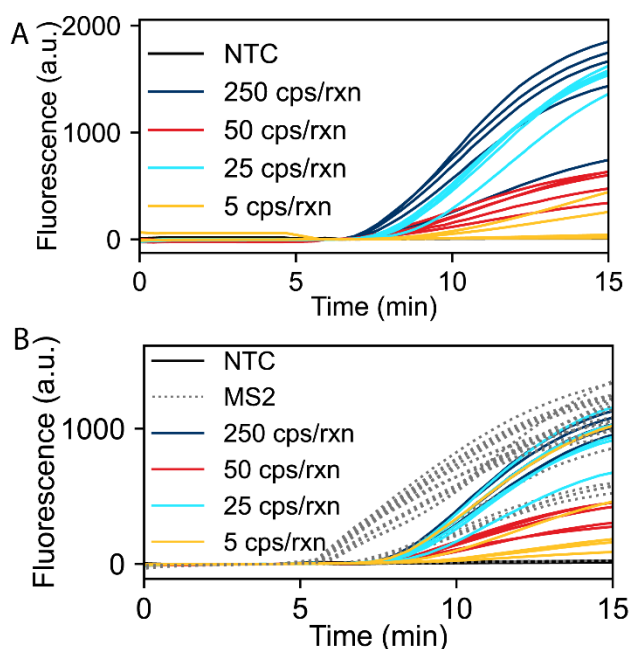 A
Fluorescence (a.u.)
2000
1000
0
NTC
250 cps/rxn
50 cps/rxn
25 cps/rxn
5 cps/rxn
0 5 10 15
Time (min)
B
Fluorescence (a.u.)
1000
0
NTC
MS2
250 cps/rxn
50 cps/rxn
25 cps/rxn
5 cps/rxn
0 5 10 15
Time (min)